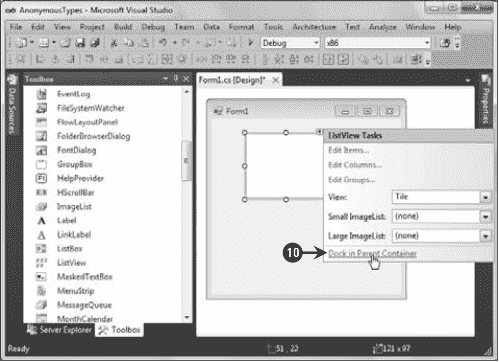 AnonymousTypes - Microsoft Visual Studio
File Edit View Project Build Debug Team Data Format Tools Architecture Test Analyze Window Help
Debug x86
Data Sources
Toolbox
EventLog
FileSystemWatcher
FlowLayoutPanel
FolderBrowserDialog
FontDialog
GroupBox
HelpProvider
HScrollBar
ImageList
Label
LinkLabel
ListBox
ListView
MaskedTextBox
MenuStrip
MessageQueue
MonthCalendar
Server Explorer Toolbox
Form1.cs [Design]*
Form1
ListView Tasks
Edit Items...
Edit Columns...
Edit Groups...
View: Tile
Small ImageList: (none)
Large ImageList: (none)
10 Dock in Parent Container
Properties
Ready 51 , 22 121 x 97